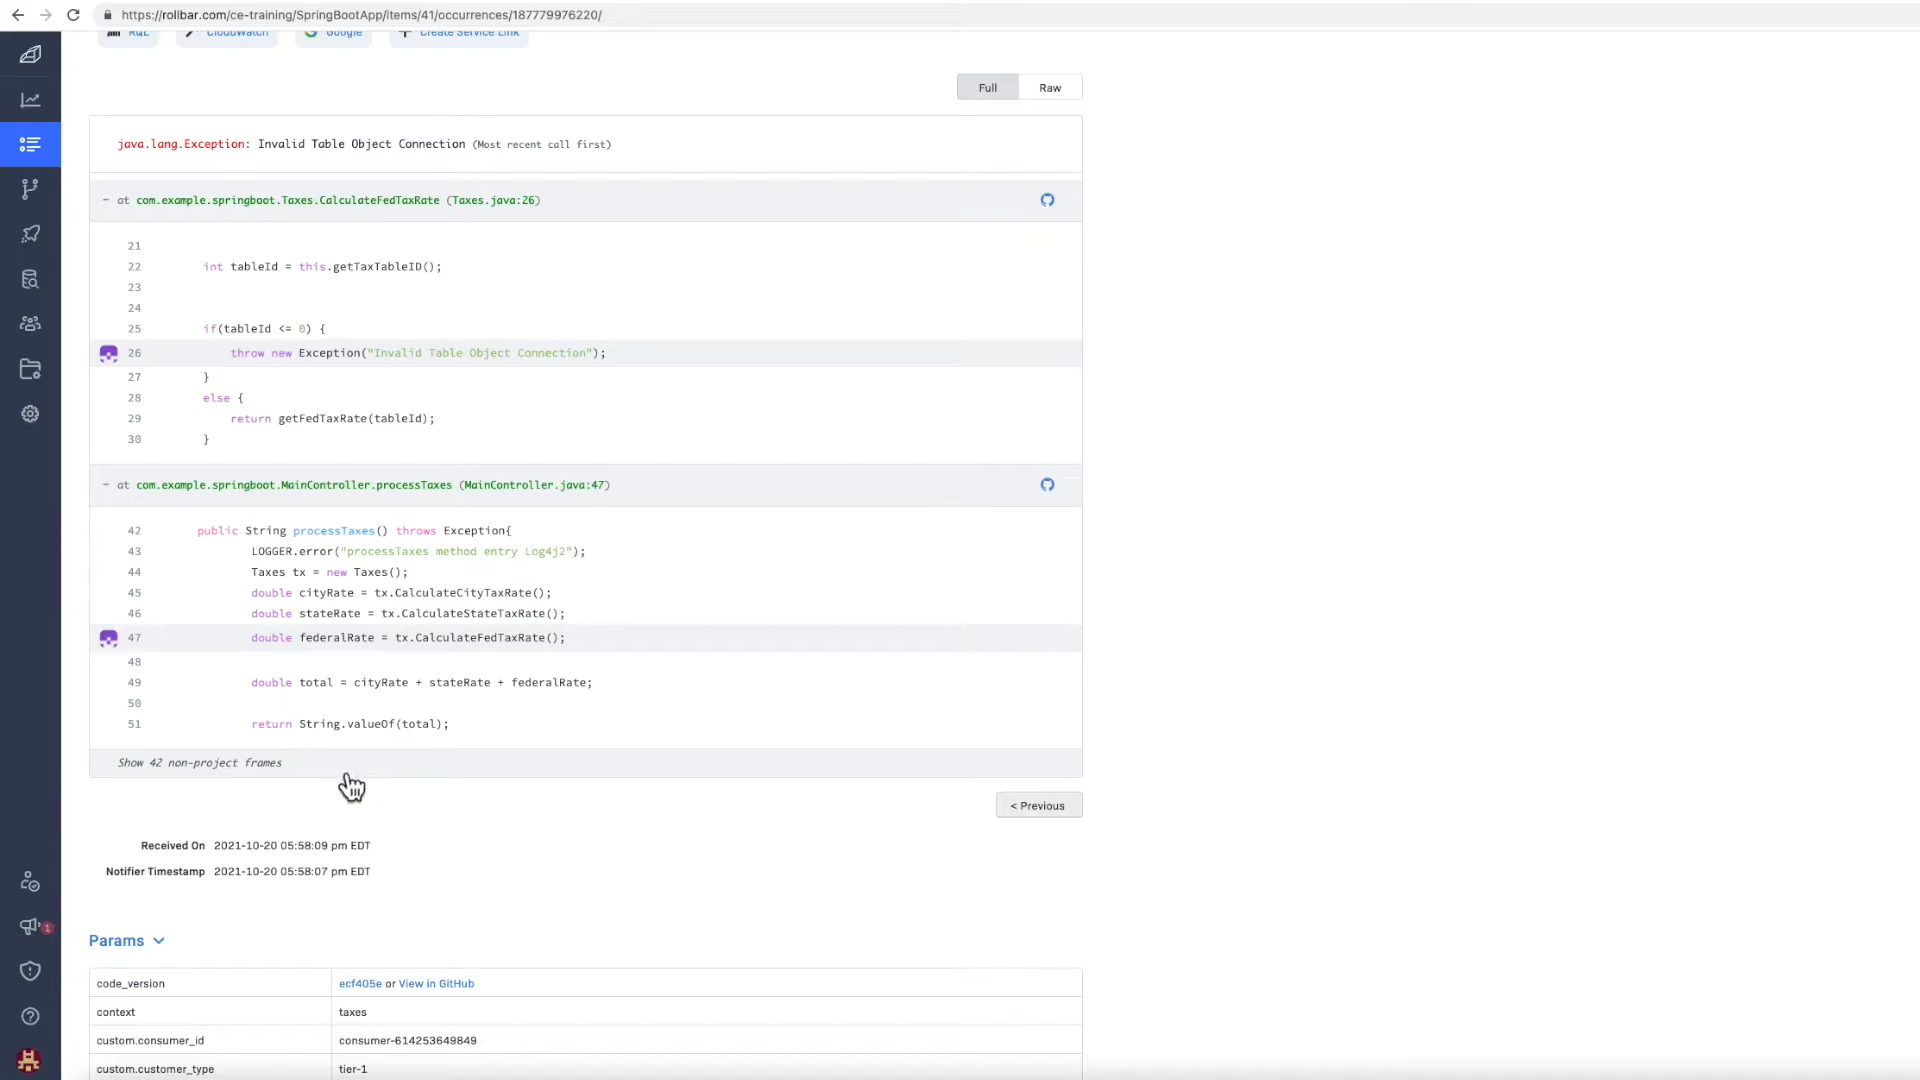 https://rollbar.com/ce-training/SpringBootApp/items/41/occurrences/187779976220/
RQL CloudWatch Google Create Service Link
Full Raw
java.lang.Exception: Invalid Table Object Connection (Most recent call first)
- at com.example.springboot.Taxes.CalculateFedTaxRate (Taxes.java:26)
21
22 int tableId = this.getTaxTableID();
23
24
25 if(tableId <= 0) {
26 throw new Exception("Invalid Table Object Connection");
27 }
28 else {
29 return getFedTaxRate(tableId);
30 }
- at com.example.springboot.MainController.processTaxes (MainController.java:47)
42 public String processTaxes() throws Exception{
43 LOGGER.error("processTaxes method entry Log4j2");
44 Taxes tx = new Taxes();
45 double cityRate = tx.CalculateCityTaxRate();
46 double stateRate = tx.CalculateStateTaxRate();
47 double federalRate = tx.CalculateFedTaxRate();
48
49 double total = cityRate + stateRate + federalRate;
50
51 return String.valueOf(total);
Show 42 non-project frames
< Previous
Received On 2021-10-20 05:58:09 pm EDT
Notifier Timestamp 2021-10-20 05:58:07 pm EDT
1
Params
code_version ecf405e or View in GitHub
context taxes
custom.consumer_id consumer-614253649849
custom.customer_type tier-1